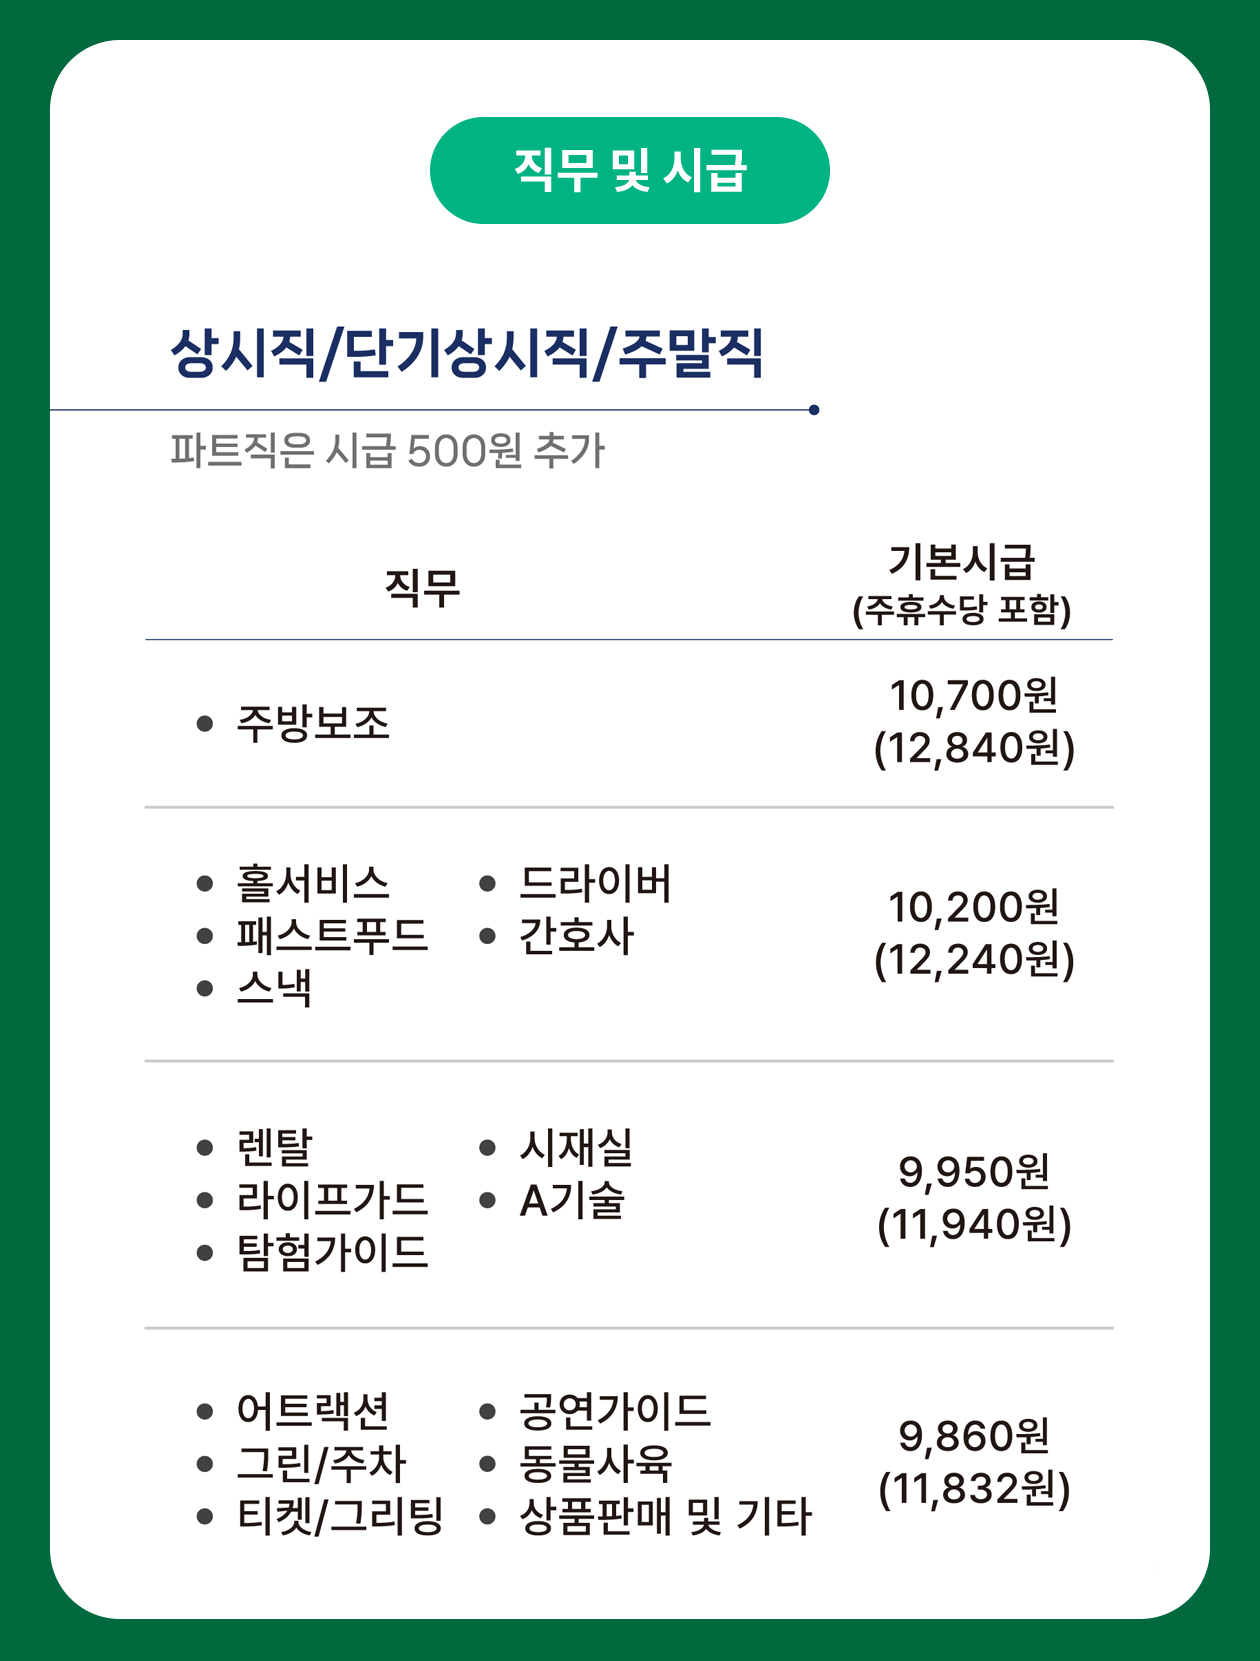 직무 및 시급
상시직/단기상시직/주말직
파트직은 시급 500원 추가
직무
기본시급
(주휴수당 포함)
• 주방보조
10,700원
(12,840원)
• 홀서비스 • 드라이버
• 패스트푸드 • 간호사
• 스낵
10,200원
(12,240원)
• 렌탈 • 시재실
• 라이프가드 • A기술
• 탐험가이드
9,950원
(11,940원)
• 어트랙션 • 공연가이드
• 그린/주차 • 동물사육
• 티켓/그리팅 • 상품판매 및 기타
9,860원
(11,832원)